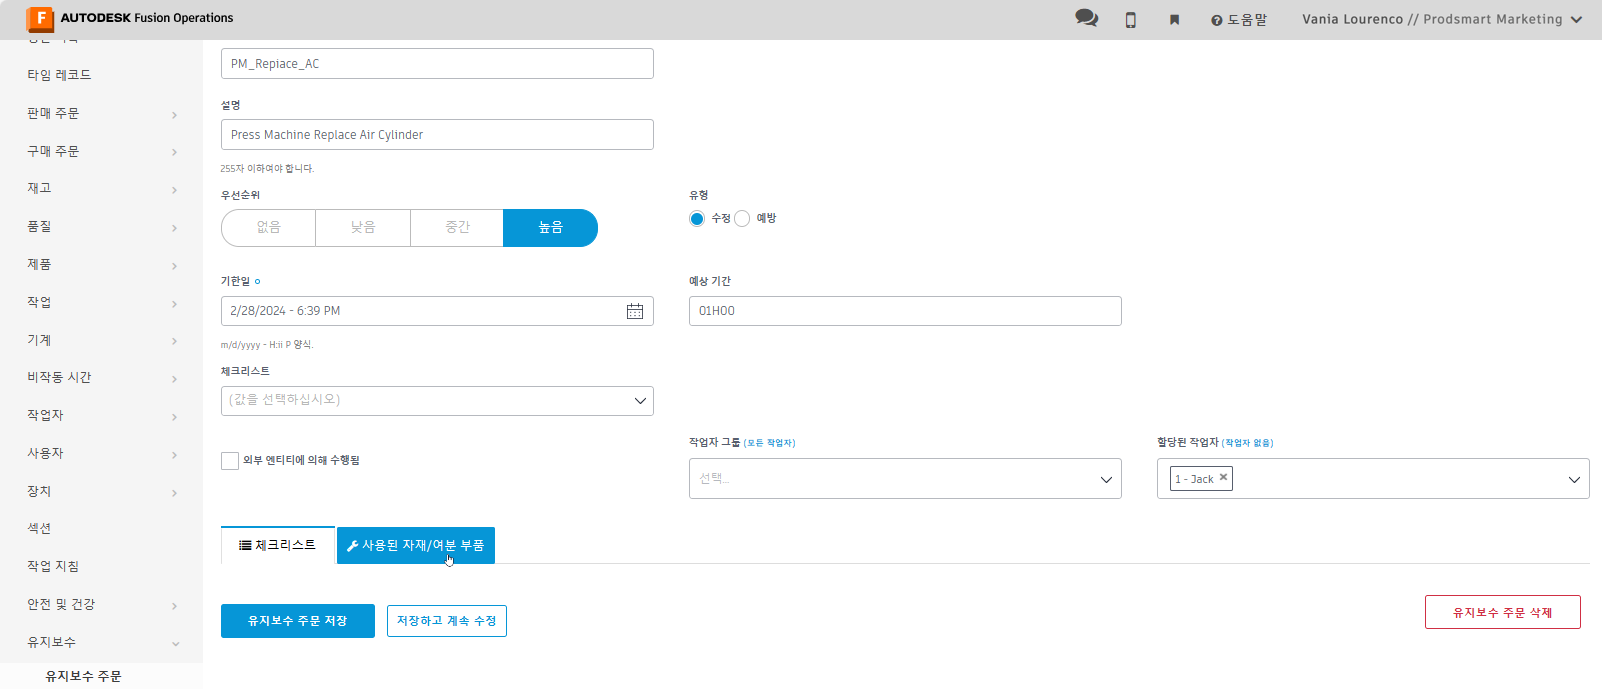 AUTODESK Fusion Operations
도움말
Vania Lourenco // Prodsmart Marketing
타임 레코드
판매 주문
구매 주문
재고
품질
제품
작업
기계
비작동 시간
작업자
사용자
장치
섹션
작업 지침
안전 및 건강
유지보수
유지보수 주문
PM_Repiace_AC
설명
Press Machine Replace Air Cylinder
255자 이하여야 합니다.
우선순위
없음
낮음
중간
높음
유형
수정
예방
기한일
2/28/2024 - 6:39 PM
m/d/yyyy - H:ii P 양식.
예상 기간
01H00
체크리스트
(값을 선택하십시오)
외부 엔티티에 의해 수행됨
작업자 그룹 (모든 작업자)
선택...
할당된 작업자 (작업자 없음)
1 - Jack ×
체크리스트
사용된 자재/여분 부품
유지보수 주문 저장
저장하고 계속 수정
유지보수 주문 삭제